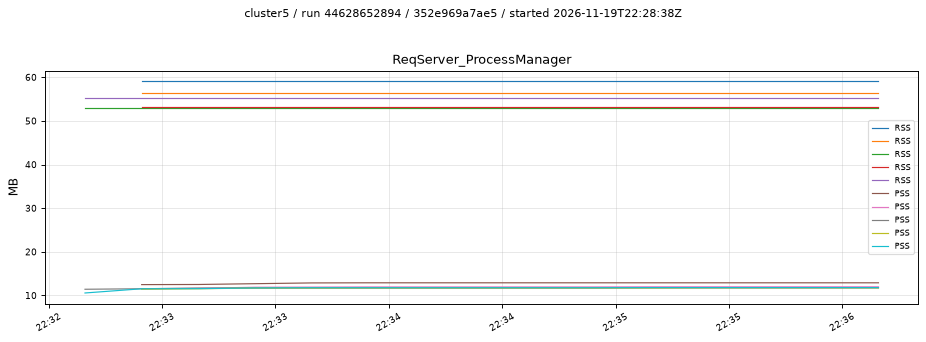 cluster5 / run 44628652894 / 352e969a7ae5 / started 2026-11-19T22:28:38Z
ReqServer_ProcessManager
60
50
40
30
20
10
MB
RSS
RSS
RSS
RSS
RSS
PSS
PSS
PSS
PSS
PSS
22:32
22:33
22:33
22:34
22:34
22:35
22:35
22:36